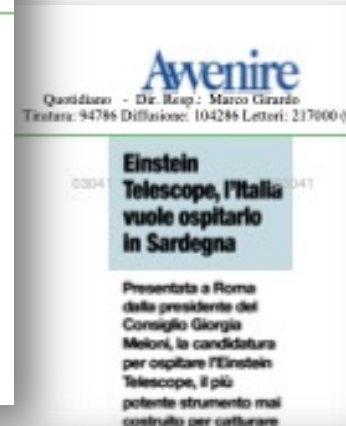 Avvenire
Quotidiano - Dir. Resp.: Marco Girardo
Tiratura: 94786 Diffusione: 104286 Lettori: 217000 (
Einstein
03041 Telescope, l'Italia 041
vuole ospitarlo
in Sardegna
Presentata a Roma
dalla presidente del
Consiglio Giorgia
Meloni, la candidatura
per ospitare l'Einstein
Telescope, il più
potente strumento mai
costruito per catturare